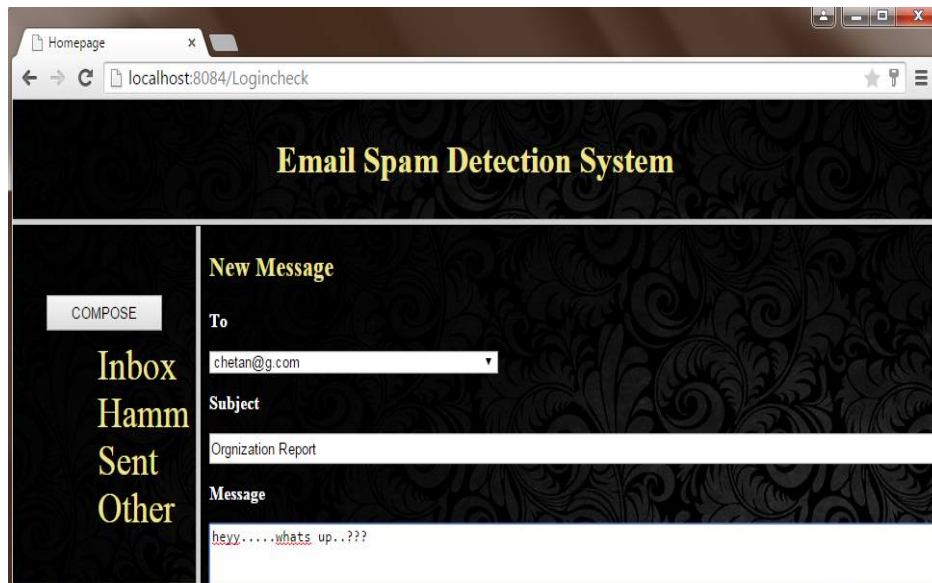 Homepage
localhost:8084/Logincheck
Email Spam Detection System
COMPOSE
Inbox
Hamm
Sent
Other
New Message
To
chetan@g.com
Subject
Orgnization Report
Message
heyy.....whats up..???